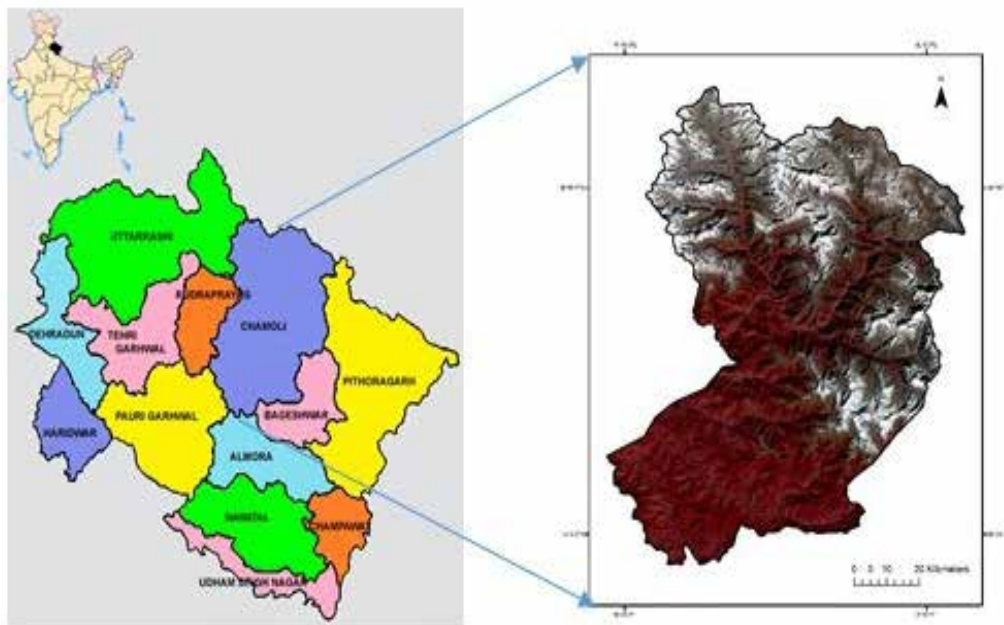 UTTARKASHI
RUDRAPRAYAG
CHAMOLI
DEHRADUN
TEHRI
GARHWAL
PITHORAGARH
PAURI GARHWAL
BAGESHWAR
HARIDWAR
ALMORA
NAINITAL
CHAMPAWAT
UDHAM SINGH NAGAR
N
0 5 10 20 Kilometers